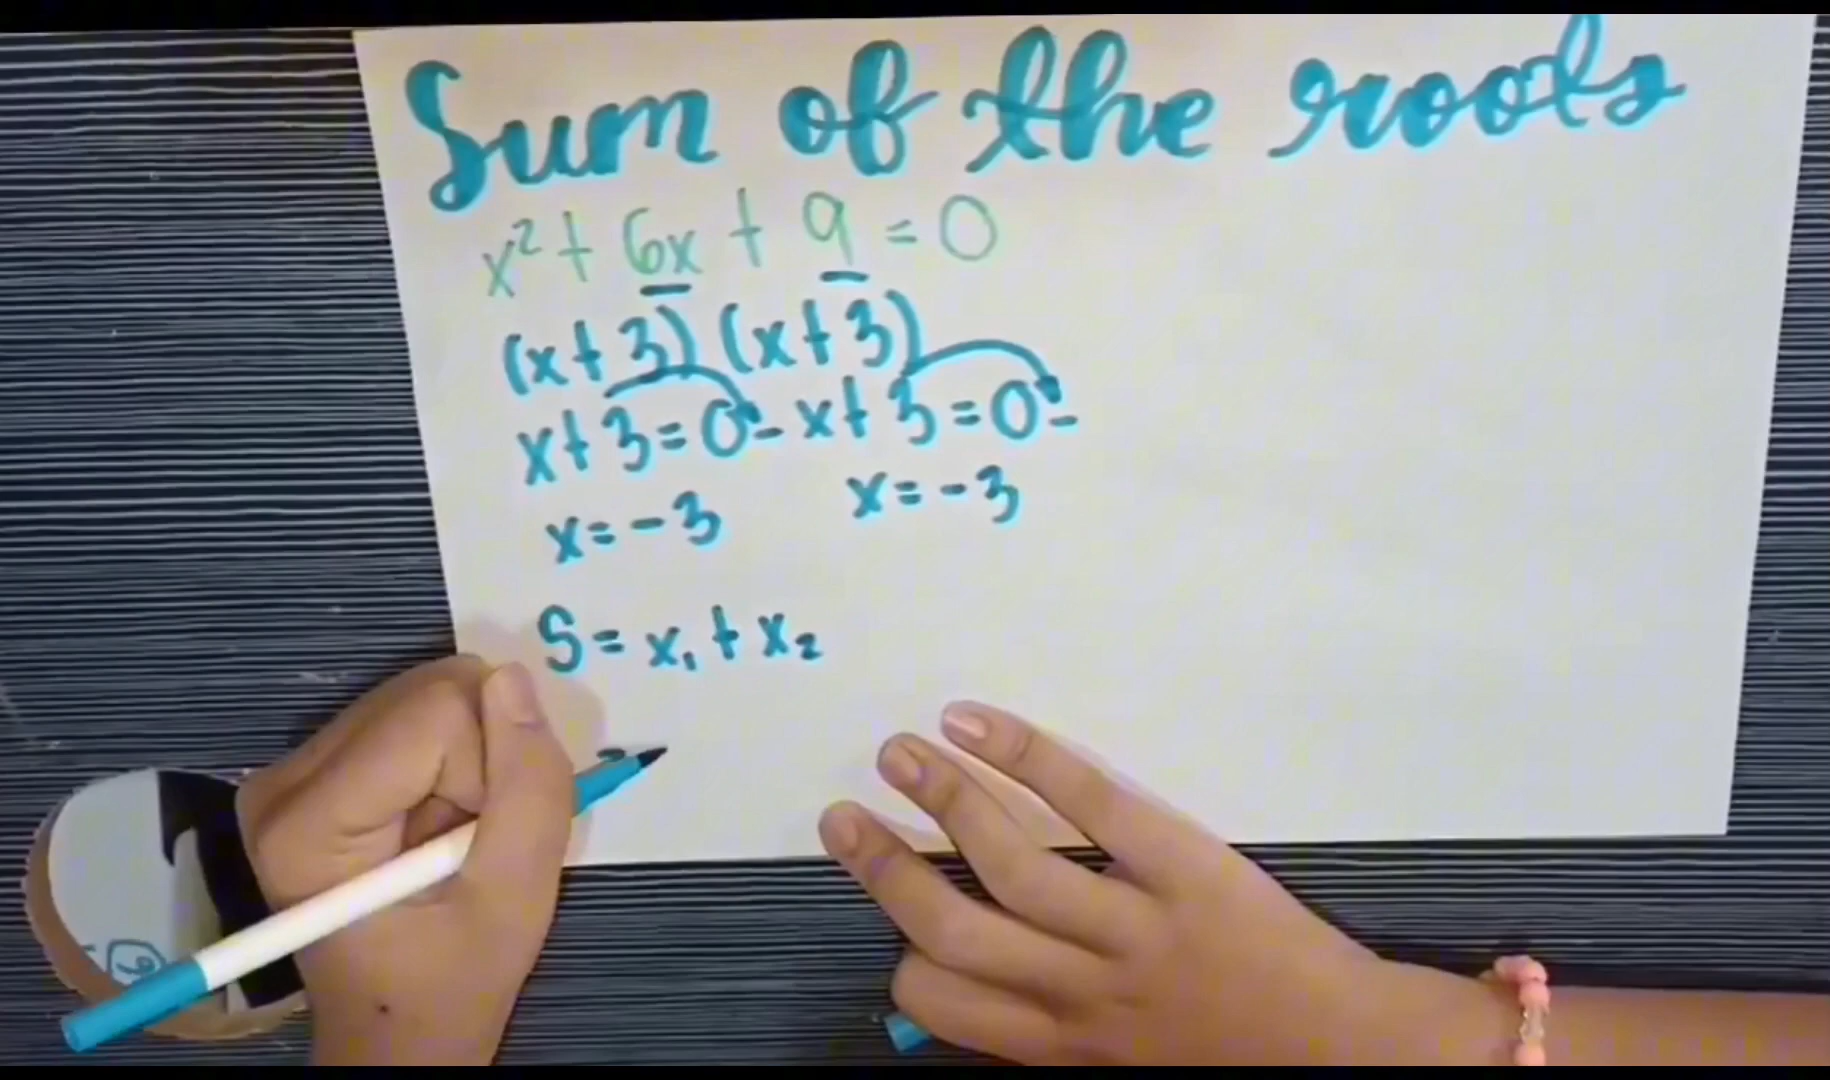 Sum of the roots
x² + 6x + 9 = 0
(x + 3) (x + 3)
x + 3 = 0 - x + 3 = 0 -
x = -3 x = -3
S = x₁ + x₂